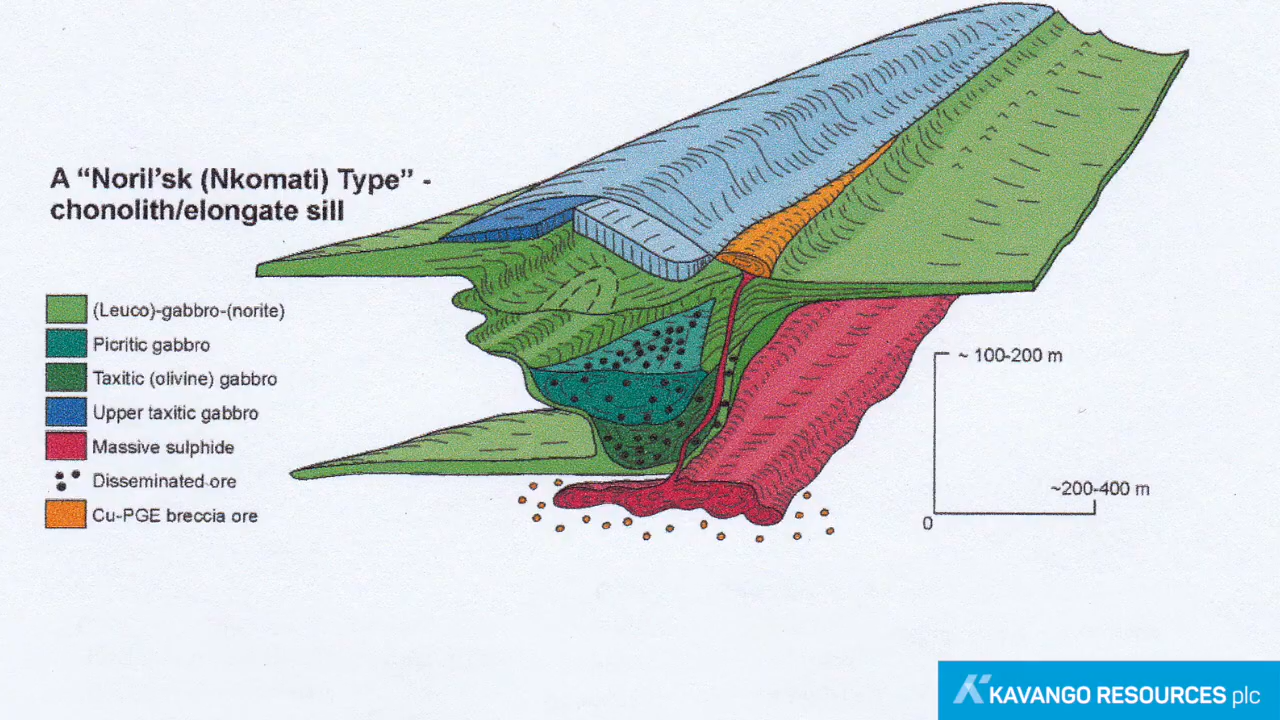 A “Noril’sk (Nkomati) Type” -
chonolith/elongate sill
(Leuco)-gabbro-(norite)
Picritic gabbro
Taxitic (olivine) gabbro
Upper taxitic gabbro
Massive sulphide
Disseminated ore
Cu-PGE breccia ore
~ 100-200 m
~200-400 m
0
KAVANGO RESOURCES plc